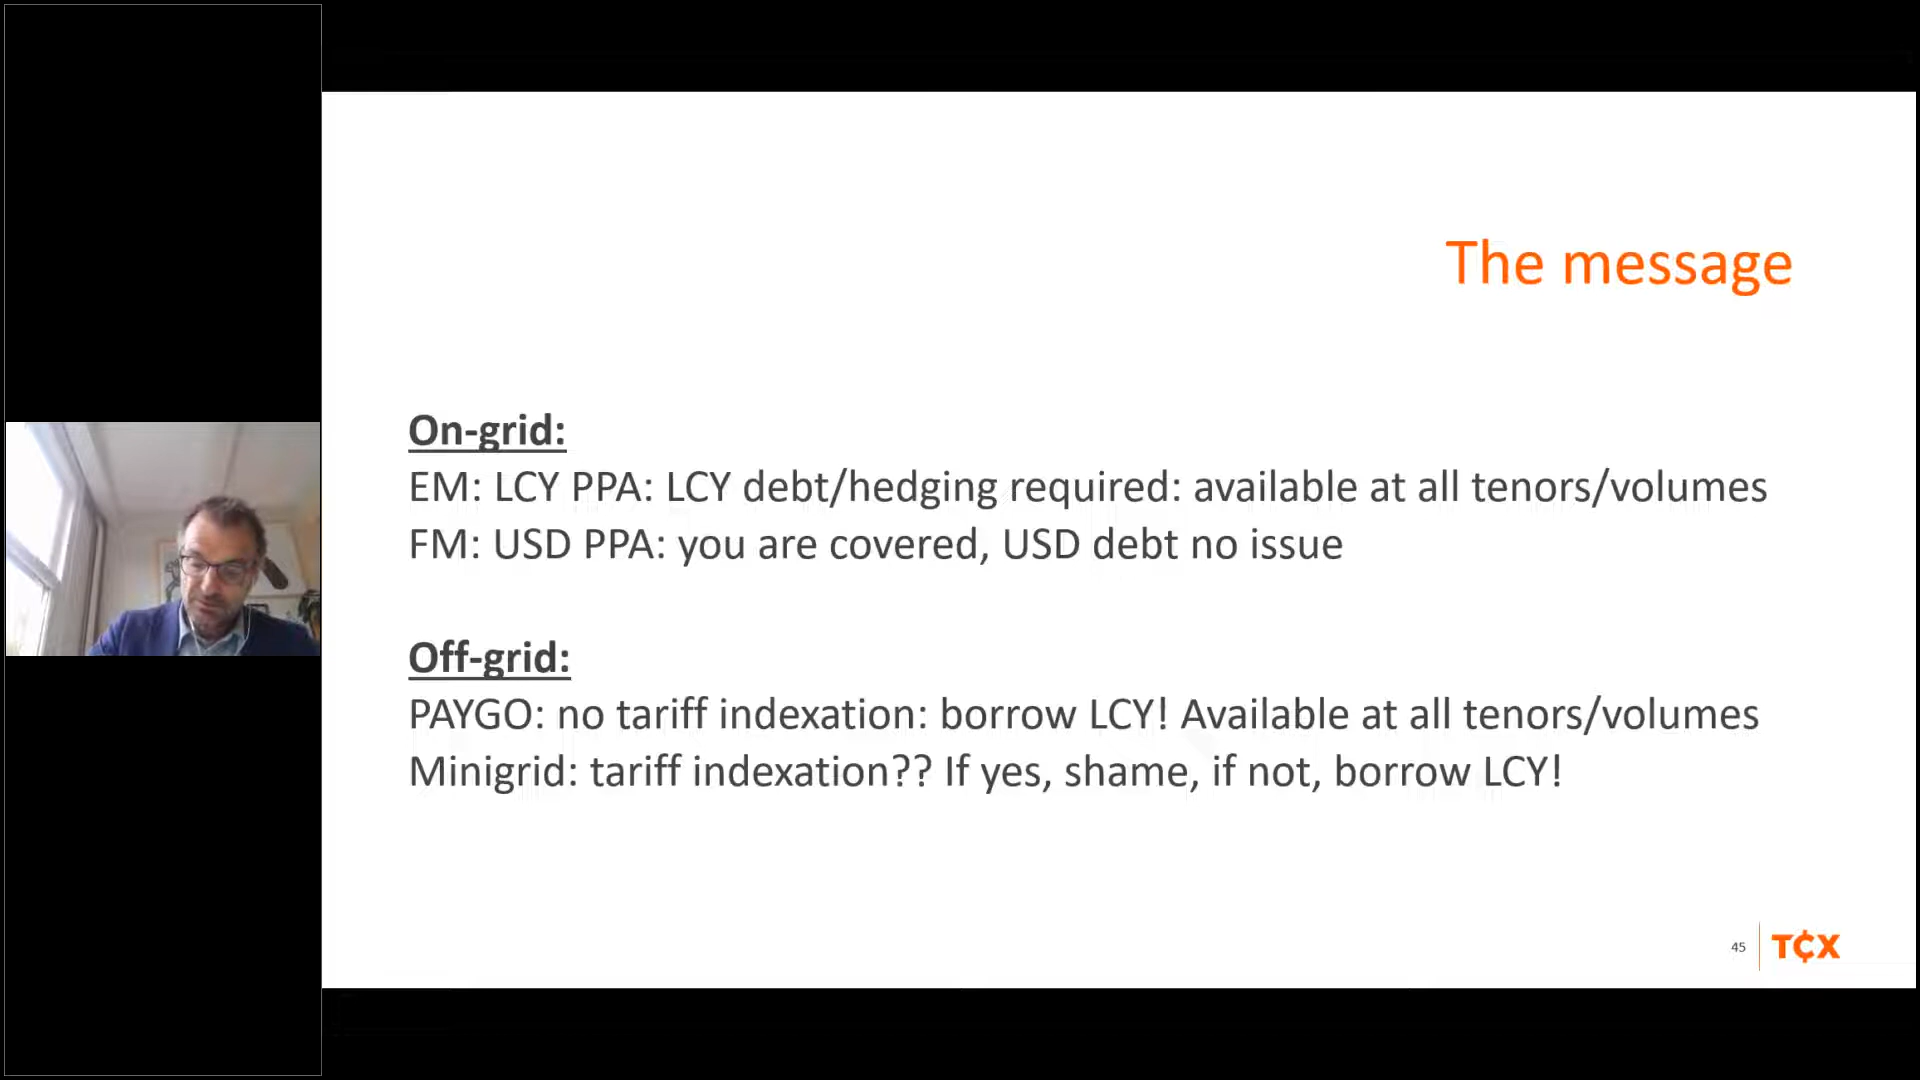 The message
On-grid:
EM: LCY PPA: LCY debt/hedging required: available at all tenors/volumes
FM: USD PPA: you are covered, USD debt no issue
Off-grid:
PAYGO: no tariff indexation: borrow LCY! Available at all tenors/volumes
Minigrid: tariff indexation?? If yes, shame, if not, borrow LCY!
45
T¢X